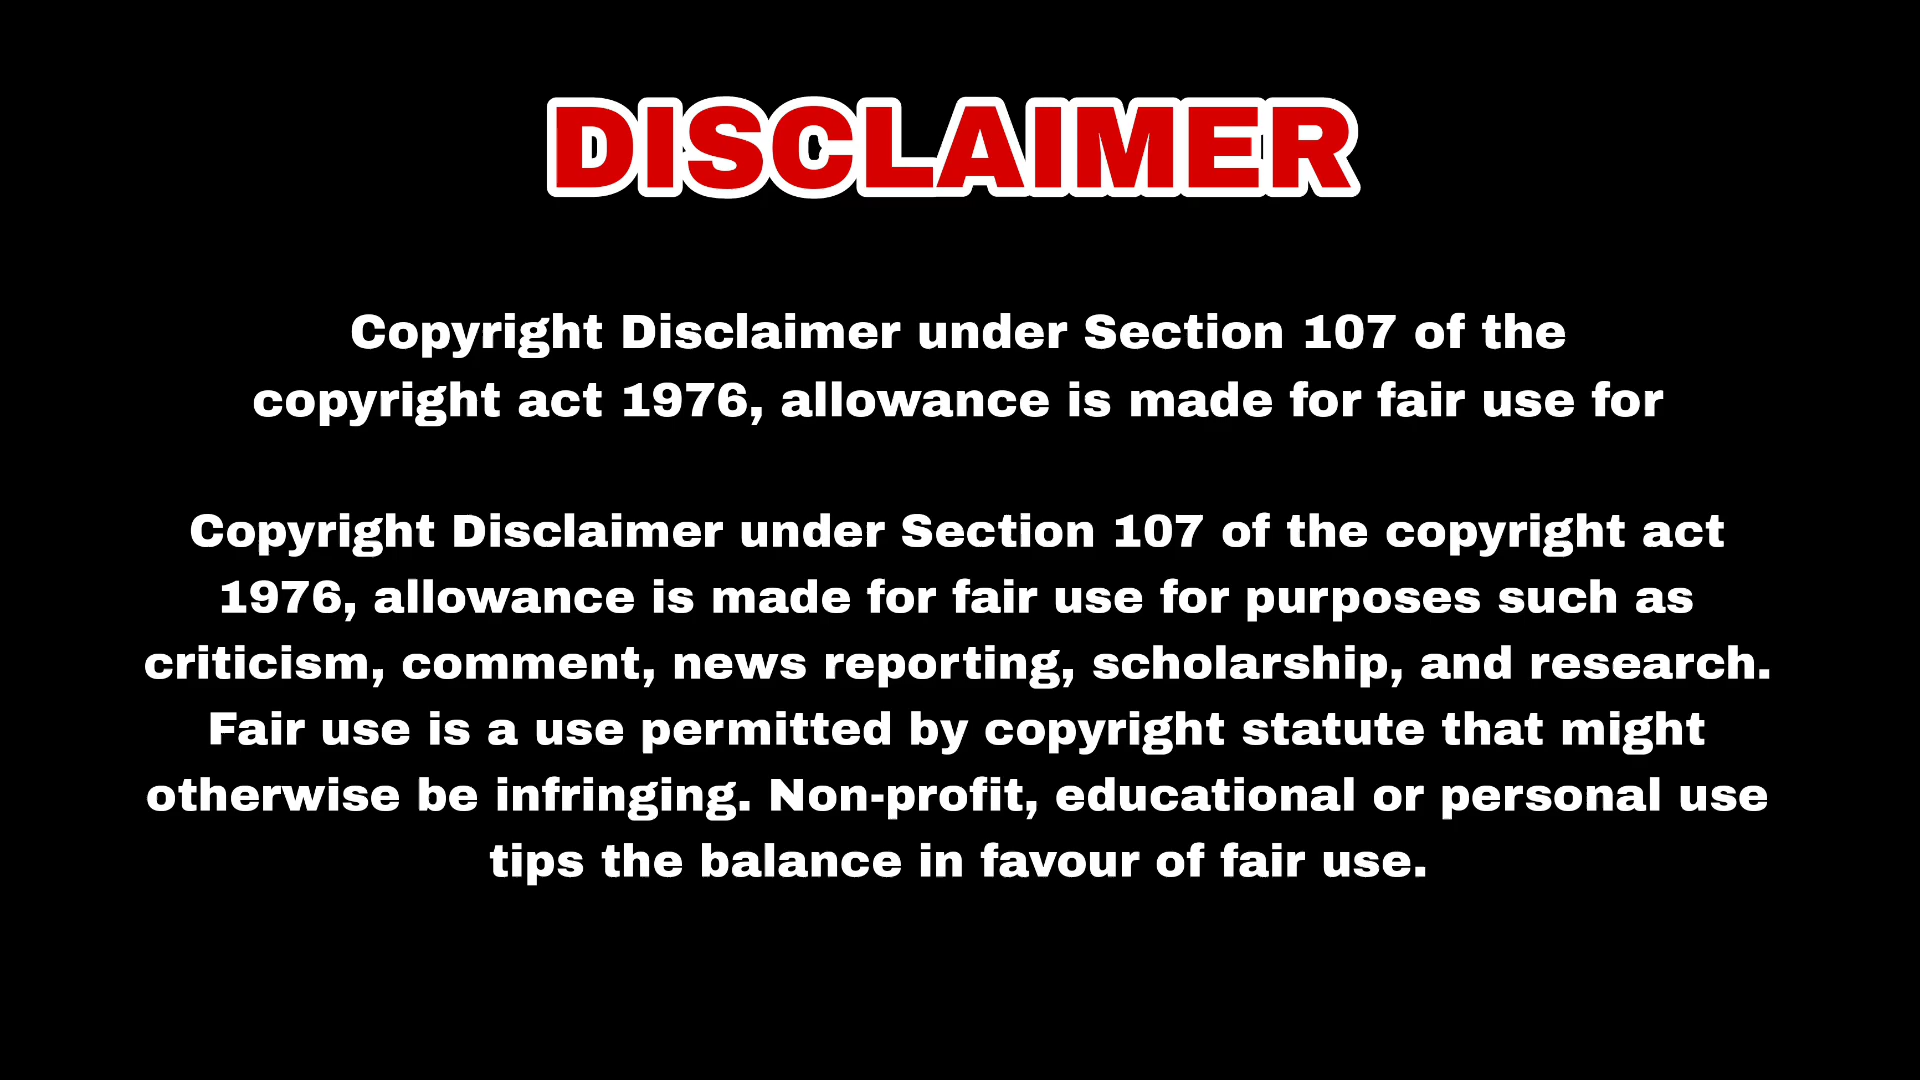 DISCLAIMER
Copyright Disclaimer under Section 107 of the
copyright act 1976, allowance is made for fair use for
Copyright Disclaimer under Section 107 of the copyright act
1976, allowance is made for fair use for purposes such as
criticism, comment, news reporting, scholarship, and research.
Fair use is a use permitted by copyright statute that might
otherwise be infringing. Non-profit, educational or personal use
tips the balance in favour of fair use.